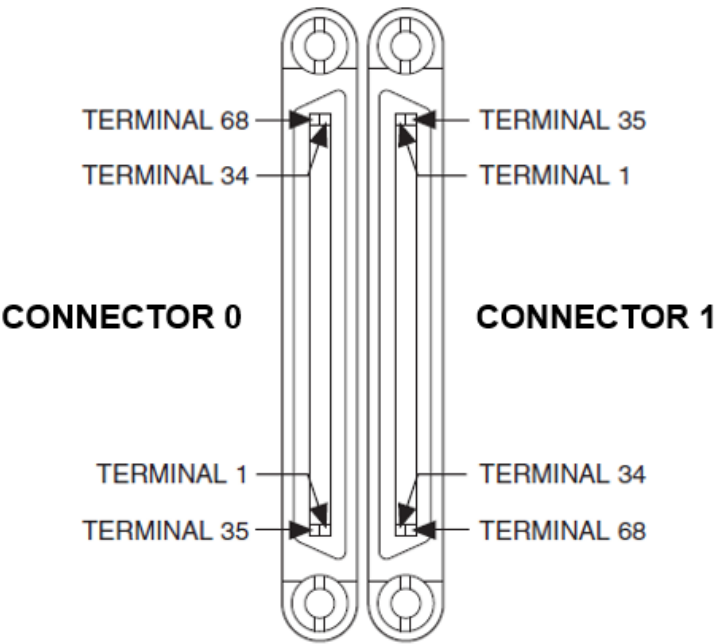 TERMINAL 68
TERMINAL 35
TERMINAL 34
TERMINAL 1
CONNECTOR 0
CONNECTOR 1
TERMINAL 1
TERMINAL 34
TERMINAL 35
TERMINAL 68